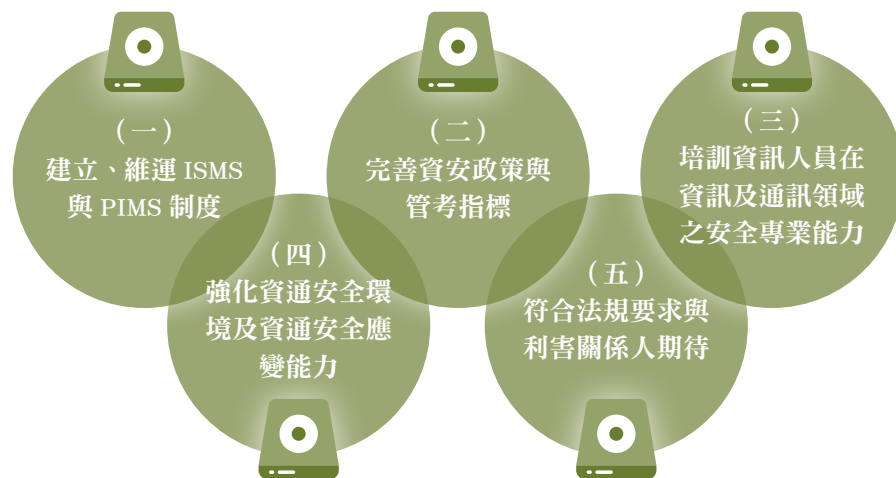 （一）
建立、維運 ISMS
與 PIMS 制度
（二）
完善資安政策與
管考指標
（三）
培訓資訊人員在
資訊及通訊領域
之安全專業能力
（四）
強化資通安全環
境及資通安全應
變能力
（五）
符合法規要求與
利害關係人期待